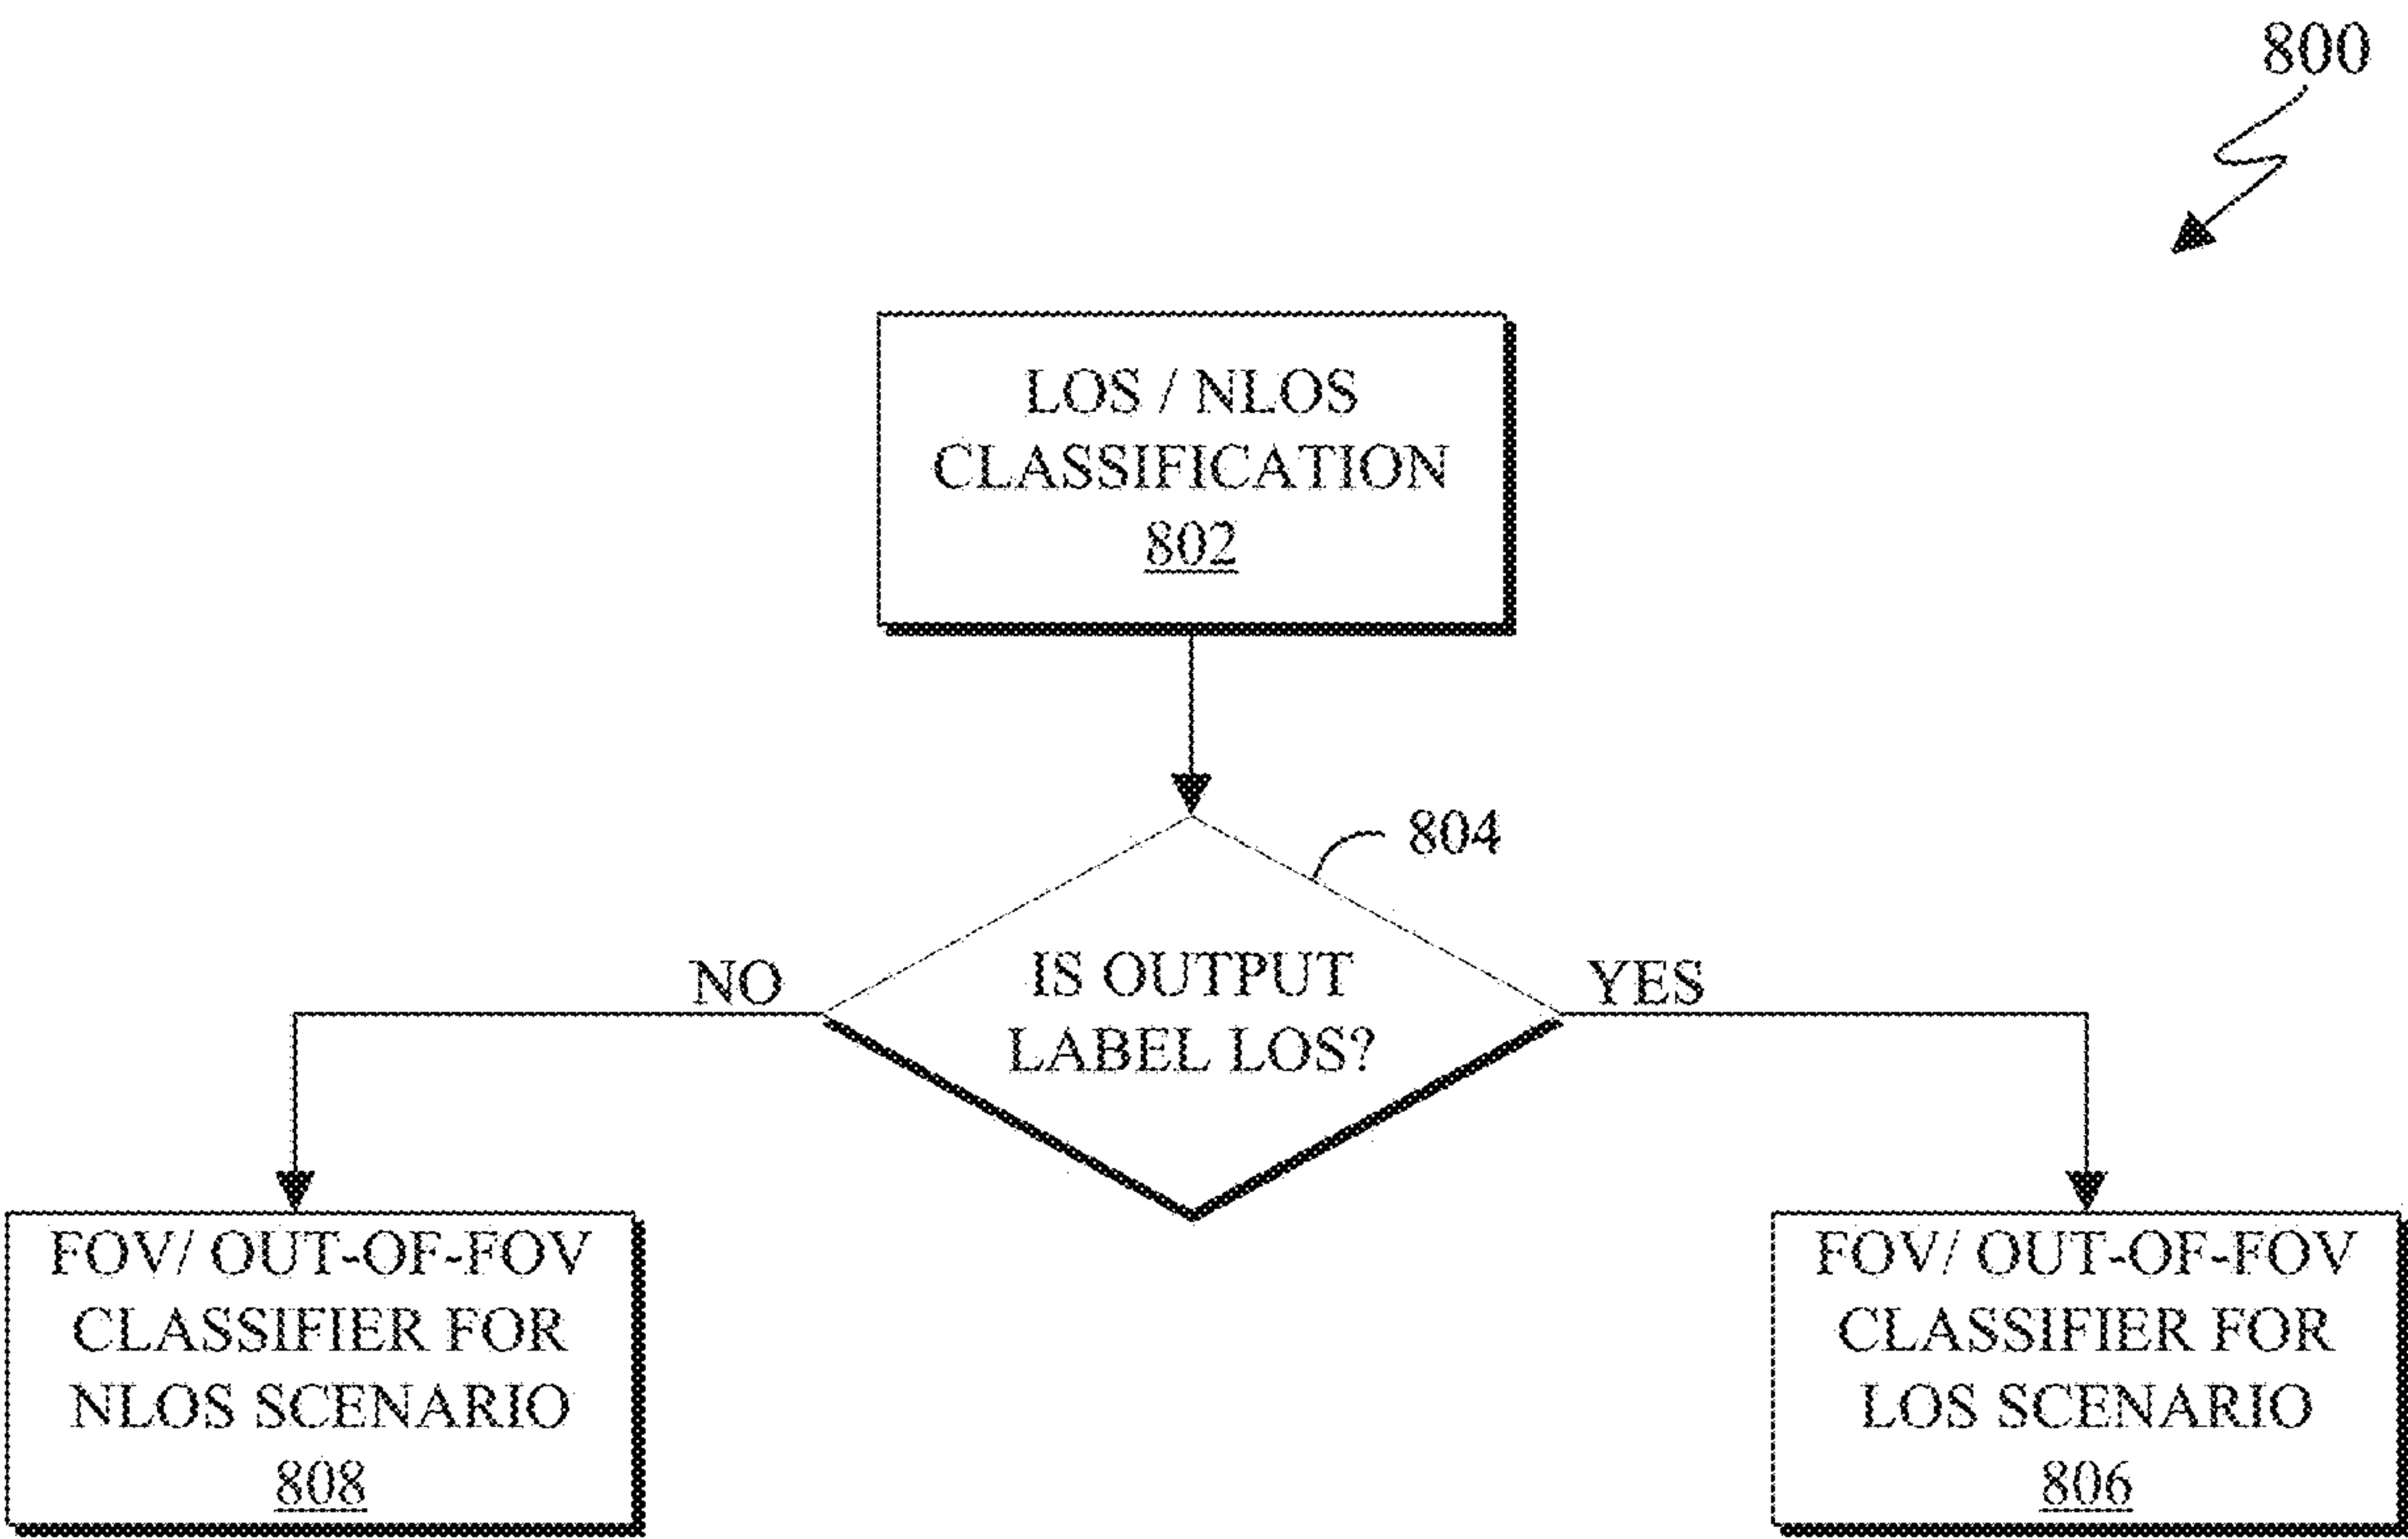 800
LOS / NLOS
CLASSIFICATION
802
804
IS OUTPUT
LABEL LOS?
NO
YES
FOV/ OUT-OF-FOV
CLASSIFIER FOR
NLOS SCENARIO
808
FOV/ OUT-OF-FOV
CLASSIFIER FOR
LOS SCENARIO
806